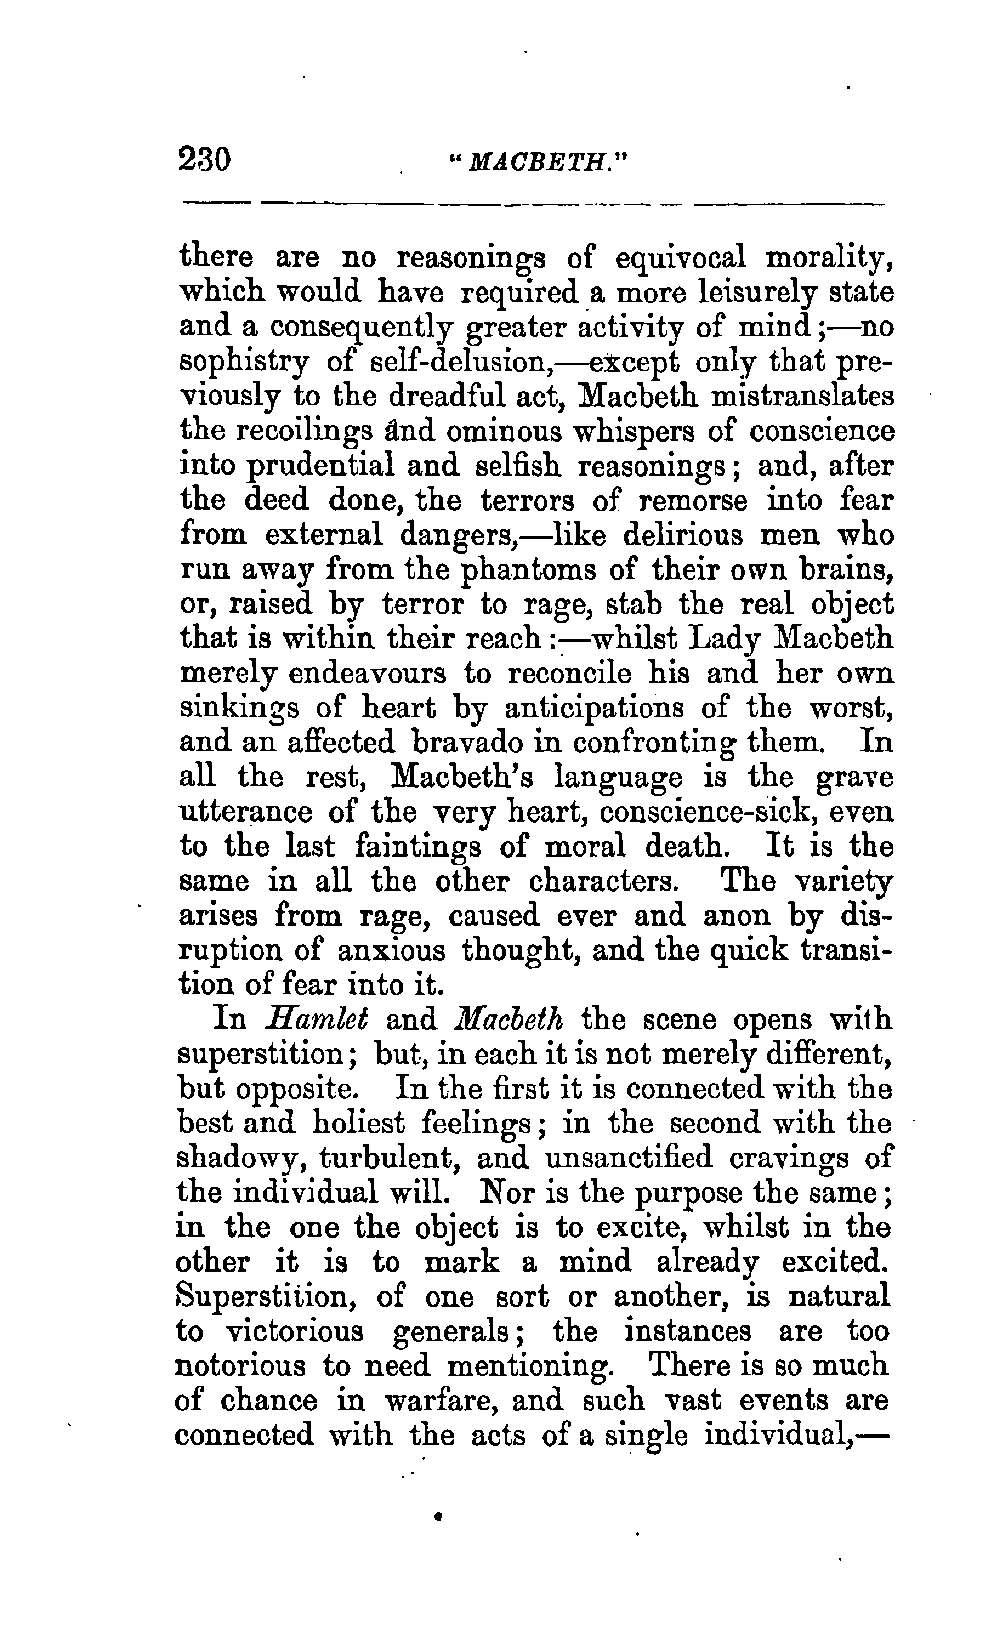 230 "MACBETH."
there are no reasonings of equivocal morality,
which would have required a more leisurely state
and a consequently greater activity of mind;—no
sophistry of self-delusion,—except only that pre-
viously to the dreadful act, Macbeth mistranslates
the recoilings and ominous whispers of conscience
into prudential and selfish reasonings; and, after
the deed done, the terrors of remorse into fear
from external dangers,—like delirious men who
run away from the phantoms of their own brains,
or, raised by terror to rage, stab the real object
that is within their reach:—whilst Lady Macbeth
merely endeavours to reconcile his and her own
sinkings of heart by anticipations of the worst,
and an affected bravado in confronting them. In
all the rest, Macbeth's language is the grave
utterance of the very heart, conscience-sick, even
to the last faintings of moral death. It is the
same in all the other characters. The variety
arises from rage, caused ever and anon by dis-
ruption of anxious thought, and the quick transi-
tion of fear into it.
In Hamlet and Macbeth the scene opens with
superstition; but, in each it is not merely different,
but opposite. In the first it is connected with the
best and holiest feelings; in the second with the
shadowy, turbulent, and unsanctified cravings of
the individual will. Nor is the purpose the same;
in the one the object is to excite, whilst in the
other it is to mark a mind already excited.
Superstition, of one sort or another, is natural
to victorious generals; the instances are too
notorious to need mentioning. There is so much
of chance in warfare, and such vast events are
connected with the acts of a single individual,—